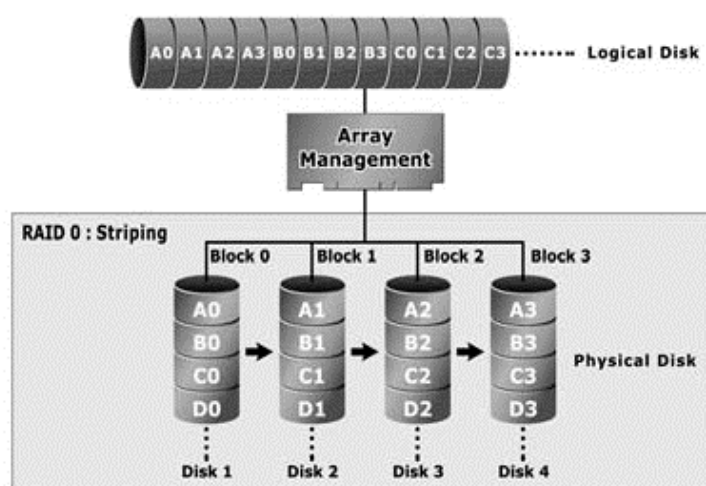 A0 A1 A2 A3 B0 B1 B2 B3 C0 C1 C2 C3 Logical Disk
Array
Management
RAID 0 : Striping
Block 0 Block 1 Block 2 Block 3
A0 A1 A2 A3
B0 B1 B2 B3
C0 C1 C2 C3
Physical Disk
D0 D1 D2 D3
Disk 1 Disk 2 Disk 3 Disk 4